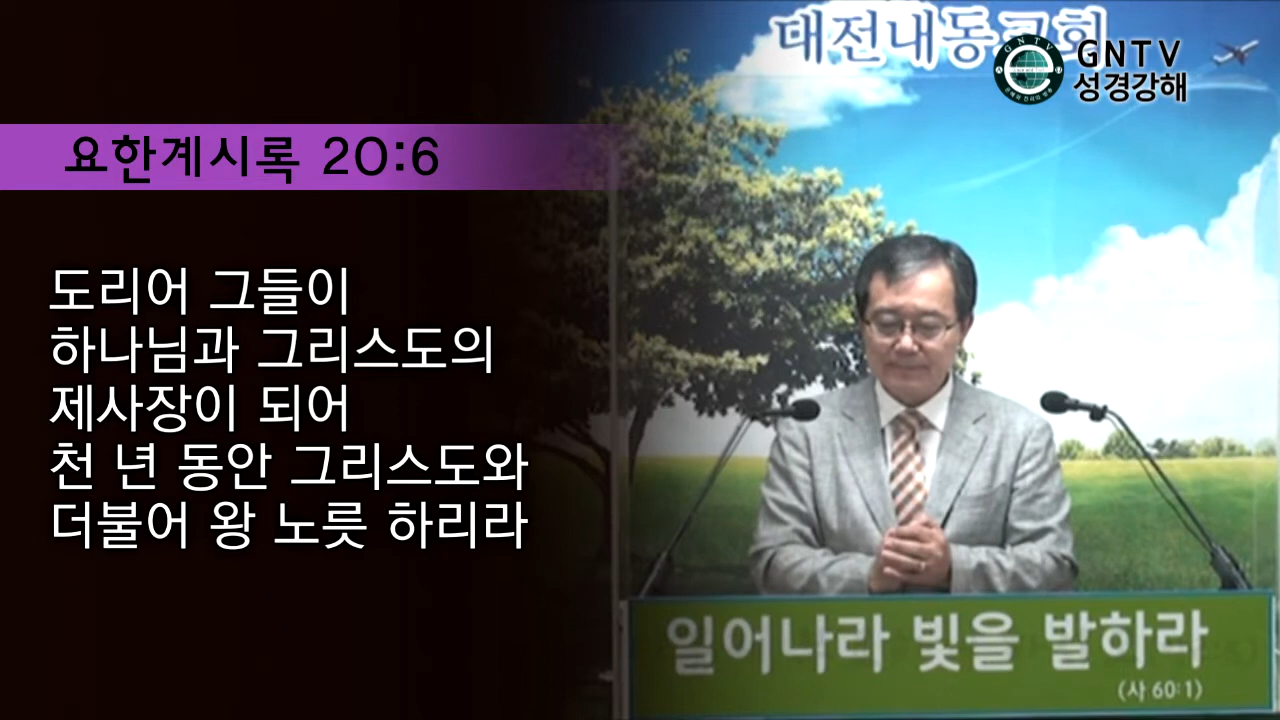 대전내동교회
GNTV
성경강해
요한계시록 20:6
도리어 그들이
하나님과 그리스도의
제사장이 되어
천 년 동안 그리스도와
더불어 왕 노릇 하리라
일어나라 빛을 발하라
(사 60:1)